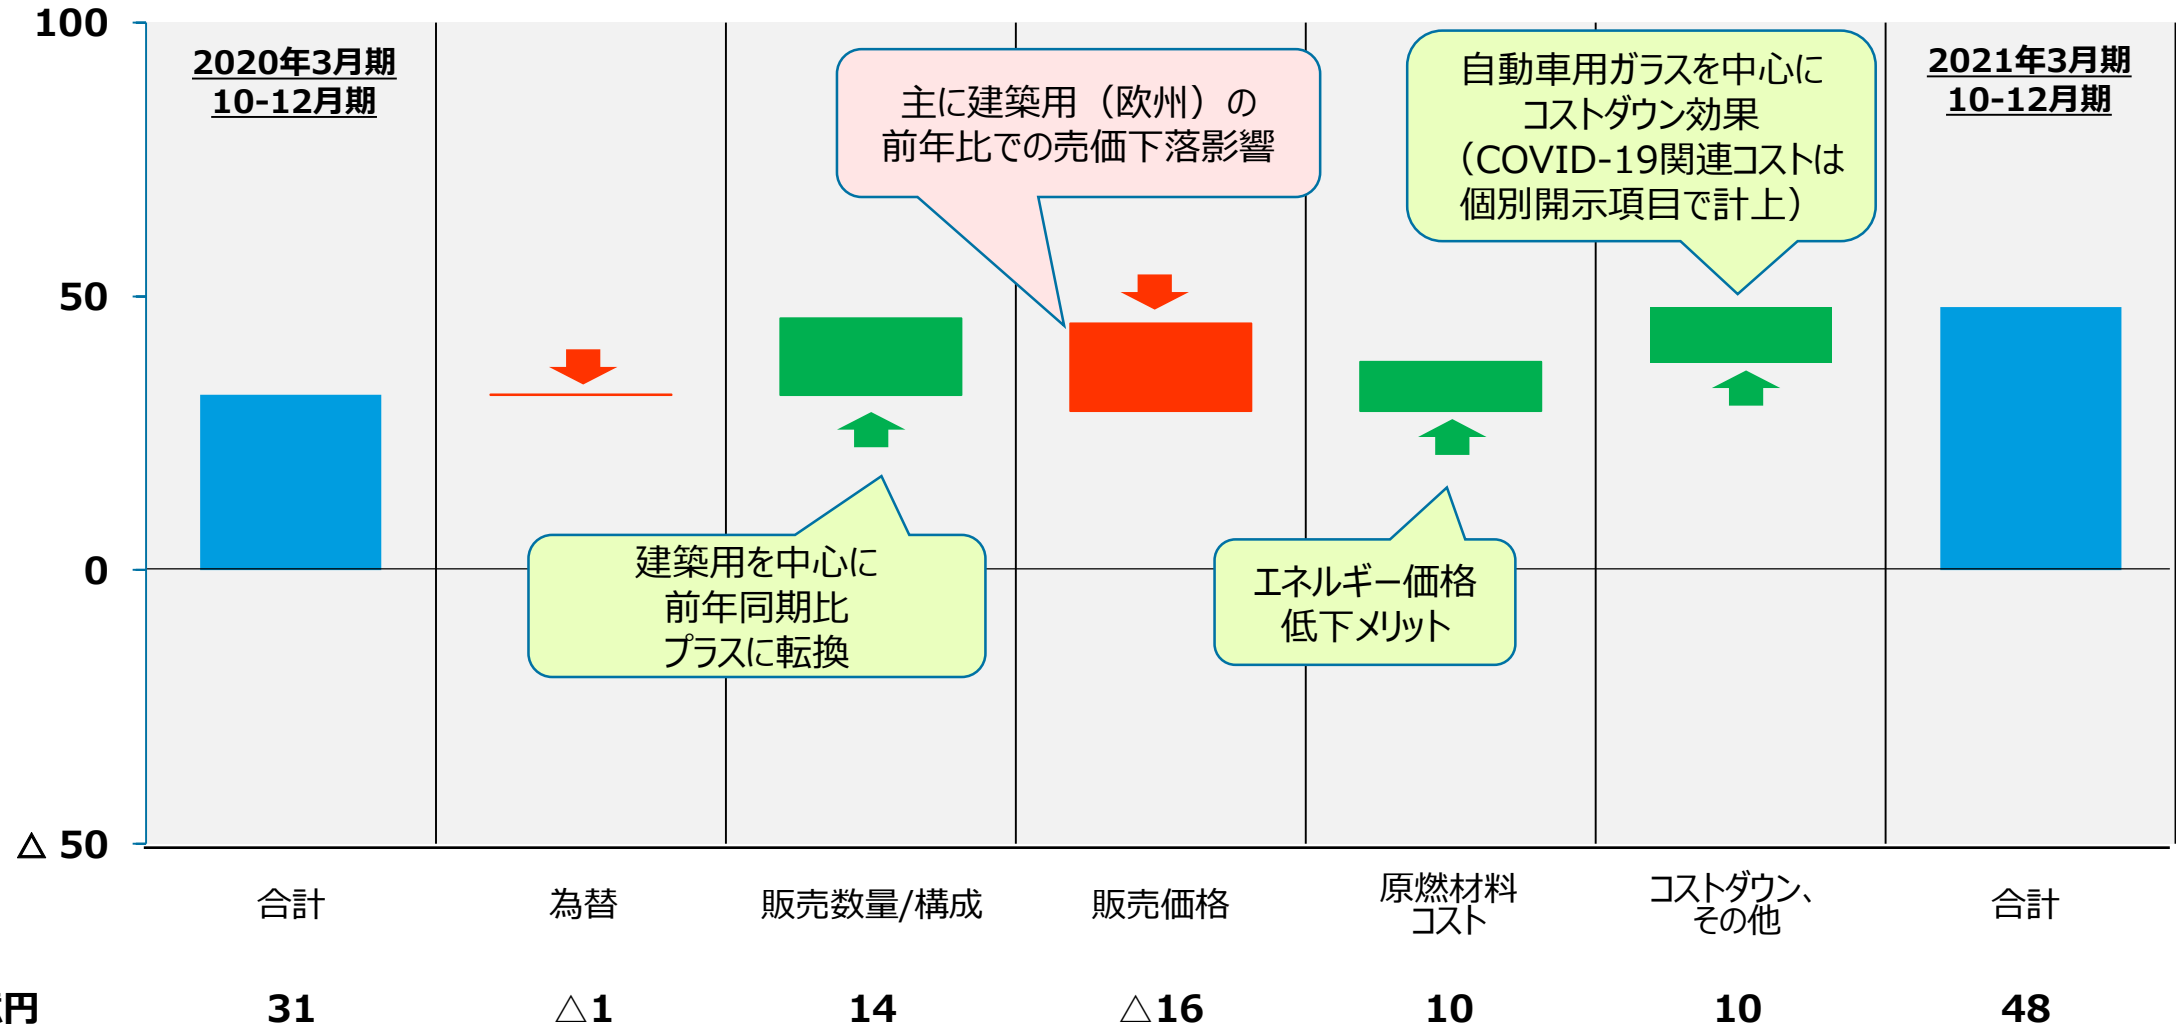 100
50
0
△ 50
2020年3月期
10-12月期
主に建築用（欧州）の
前年比での売価下落影響
自動車用ガラスを中心に
コストダウン効果
（COVID-19関連コストは
個別開示項目で計上）
2021年3月期
10-12月期
建築用を中心に
前年同期比
プラスに転換
エネルギー価格
低下メリット
合計
為替
販売数量/構成
販売価格
原燃材料
コスト
コストダウン、
その他
合計
円 31 △1 14 △16 10 10 48